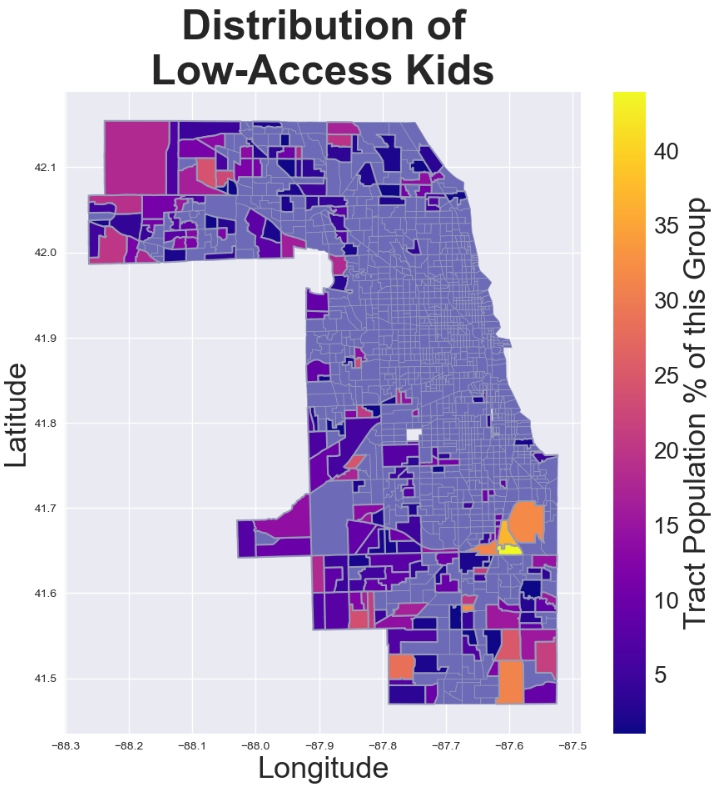 Distribution of
Low-Access Kids
42.1
42.0
41.9
41.8
41.7
41.6
41.5
Latitude
−88.3 −88.2 −88.1 −88.0 −87.9 −87.8 −87.7 −87.6 −87.5
Longitude
40
35
30
25
20
15
10
5
Tract Population % of this Group